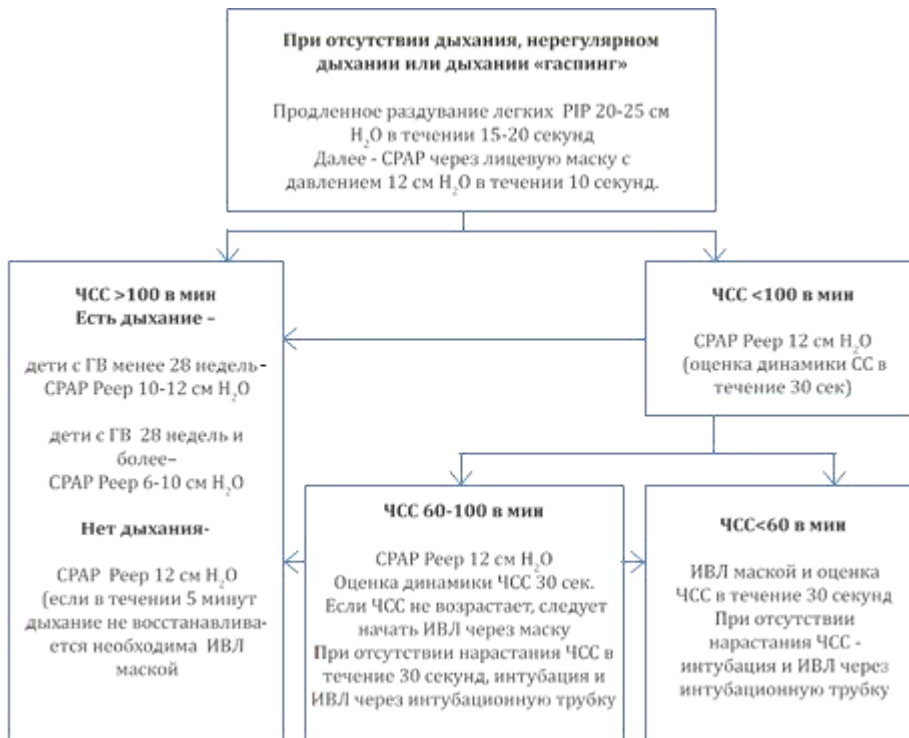 При отсутствии дыхания, нерегулярном
дыхании или дыхании «гаспинг»
Продленное раздувание легких PIP 20-25 см
H₂O в течении 15-20 секунд
Далее - CPAP через лицевую маску с
давлением 12 см H₂O в течении 10 секунд.
ЧСС >100 в мин
Есть дыхание –
дети с ГВ менее 28 недель-
CPAP Peep 10-12 см H₂O
дети с ГВ 28 недель и
более–
CPAP Peep 6-10 см H₂O
Нет дыхания-
CPAP Peep 12 см H₂O
(если в течении 5 минут
дыхание не восстанавлива-
ется необходима ИВЛ
маской
ЧСС <100 в мин
CPAP Peep 12 см H₂O
(оценка динамики СС в
течение 30 сек)
ЧСС 60-100 в мин
CPAP Peep 12 см H₂O
Оценка динамики ЧСС 30 сек.
Если ЧСС не возрастает, следует
начать ИВЛ через маску
При отсутствии нарастания ЧСС в
течение 30 секунд, интубация и
ИВЛ через интубационную трубку
ЧСС<60 в мин
ИВЛ маской и оценка
ЧСС в течение 30 секунд
При отсутствии
нарастания ЧСС -
интубация и ИВЛ через
интубационную трубку